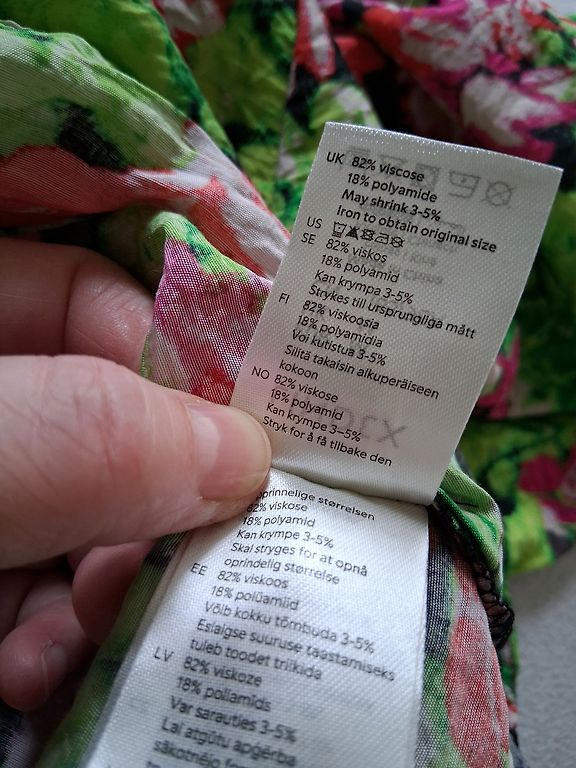 UK 82% viscose
18% polyamide
May shrink 3-5%
Iron to obtain original size
US
SE 82% viskos
18% polyamid
Kan krympa 3-5%
Strykes till ursprungliga mått
FI 82% viskoosia
18% polyamidia
Voi kutistua 3-5%
Silitä takaisin alkuperäiseen
kokoon
NO 82% viskose
18% polyamid
Kan krympe 3-5%
Stryk for å få tilbake den
oprinnelige størrelsen
82% viskose
18% polyamid
Kan krympe 3-5%
Skal stryges for at opnå
oprindelig størrelse
EE 82% viskoos
18% polüamiid
Võib kokku tõmbuda 3-5%
Esialgse suuruse taastamiseks
tuleb toodet triikida
LV 82% viskoze
18% poliamīds
Var sarauties 3-5%
Lai atgūtu apģērba
sākotnējo